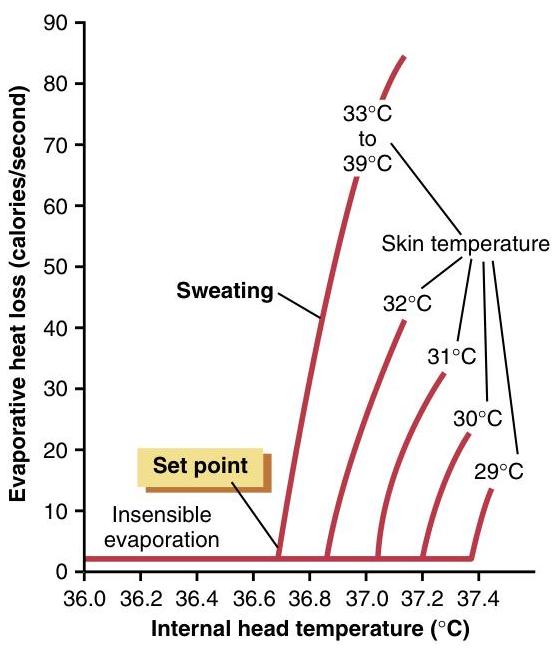 90
80
70
60
50
40
30
20
10
0
Evaporative heat loss (calories/second)
33°C
to
39°C
Skin temperature
Sweating
32°C
31°C
30°C
29°C
Set point
Insensible
evaporation
36.0 36.2 36.4 36.6 36.8 37.0 37.2 37.4
Internal head temperature (°C)